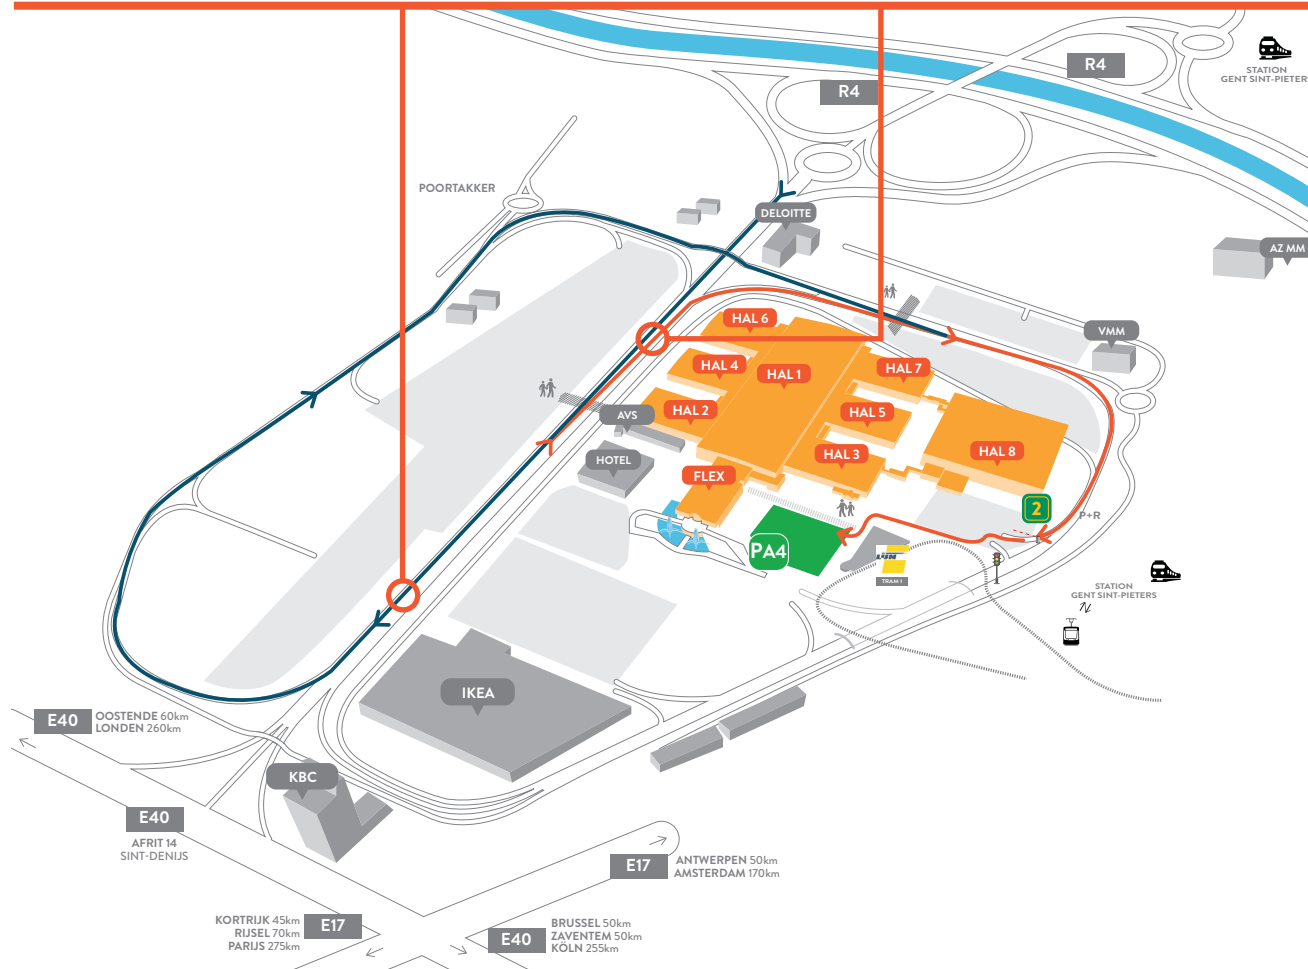 R4
R4
STATION
GENT SINT-PIETERS
POORTAKKER
DELOITTE
AZ MM
HAL 6
VMM
HAL 4
HAL 1
HAL 7
HAL 2
AVS
HAL 5
HOTEL
HAL 3
HAL 8
FLEX
2
P+R
PA4
LIJN
TRAM 1
STATION
GENT SINT-PIETERS
IKEA
E40
OOSTENDE 60km
LONDEN 260km
KBC
E40
AFRIT 14
SINT-DENIJS
E17
ANTWERPEN 50km
AMSTERDAM 170km
KORTRIJK 45km
RIJSEL 70km
PARIJS 275km
E17
E40
BRUSSEL 50km
ZAVENTEM 50km
KÖLN 255km